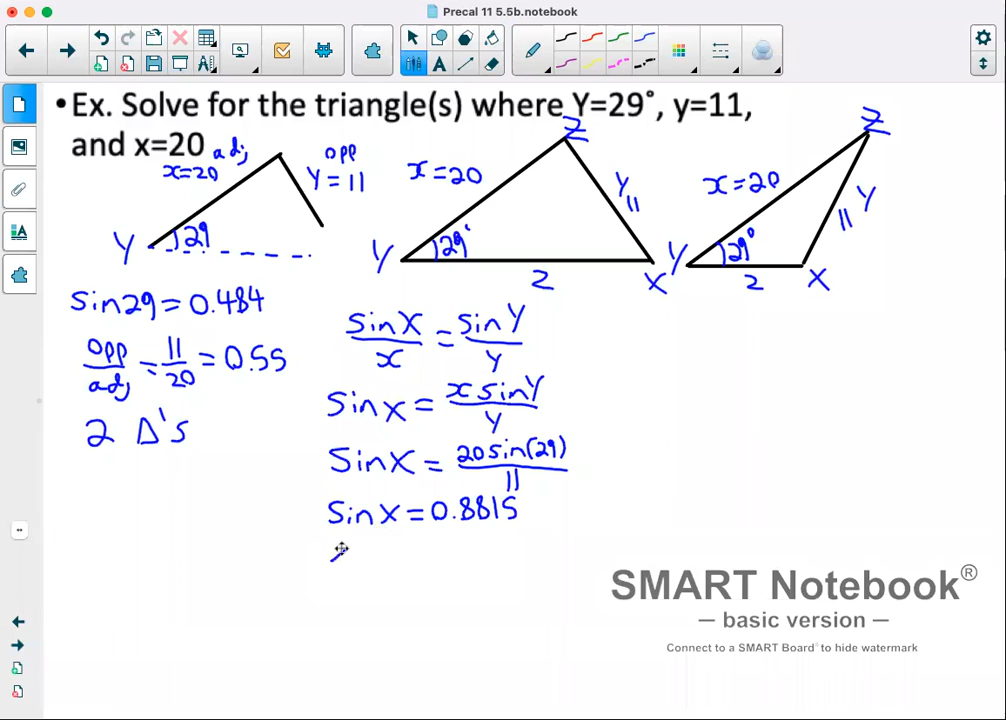 Precal 11 5.5b.notebook
•Ex. Solve for the triangle(s) where Y=29˚, y=11,
and x=20
adj
x=20
opp
y=11
Y
29
x=20
Z
y
11
Y
29°
z
X
x=20
Z
y
11
Y
29°
z
X
sin29=0.484
opp/adj = 11/20 = 0.55
2 Δ's
sinX/x = sinY/y
sinX = x sinY/y
sinX = 20sin(29)/11
sinX=0.8815
SMART Notebook®
— basic version —
Connect to a SMART Board® to hide watermark